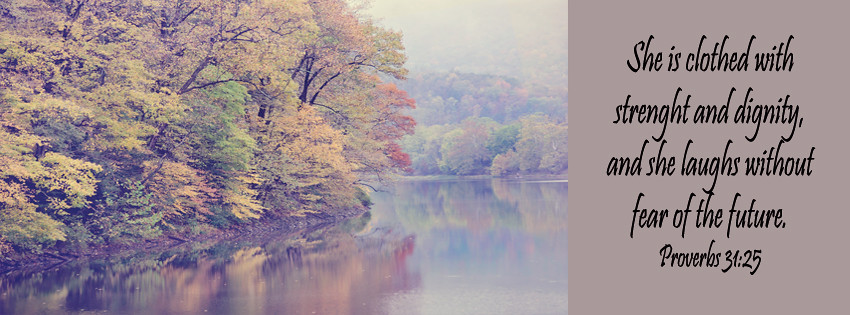 She is clothed with
strenght and dignity,
and she laughs without
fear of the future.
Proverbs 31:25